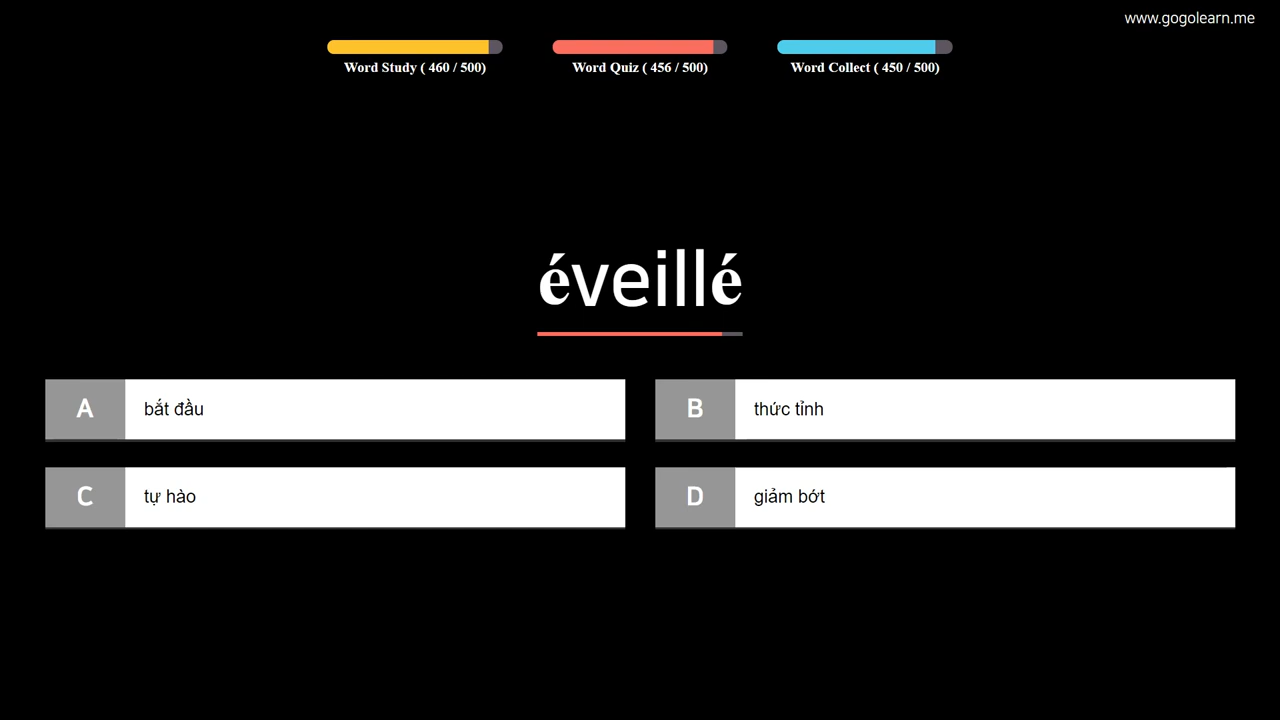 www.gogolearn.me
Word Study ( 460 / 500)
Word Quiz ( 456 / 500)
Word Collect ( 450 / 500)
éveillé
A bắt đầu
B thức tỉnh
C tự hào
D giảm bớt